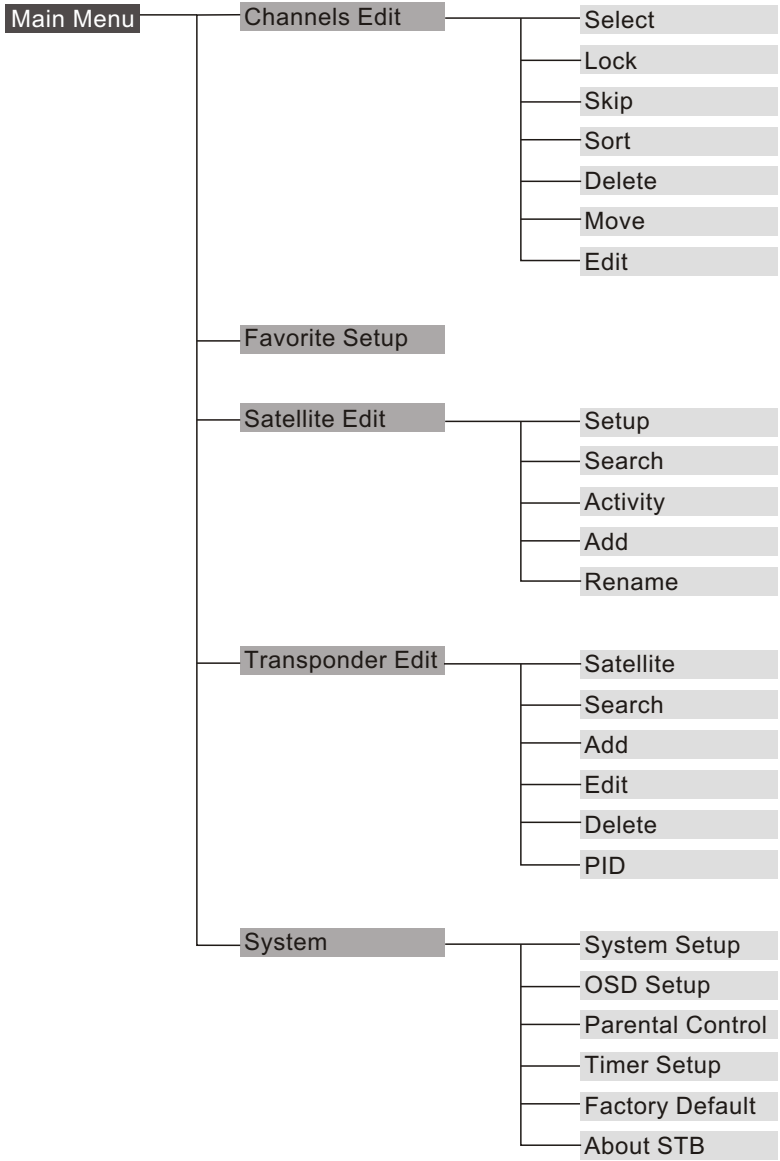 Main Menu
Channels Edit
Select
Lock
Skip
Sort
Delete
Move
Edit
Favorite Setup
Satellite Edit
Setup
Search
Activity
Add
Rename
Transponder Edit
Satellite
Search
Add
Edit
Delete
PID
System
System Setup
OSD Setup
Parental Control
Timer Setup
Factory Default
About STB